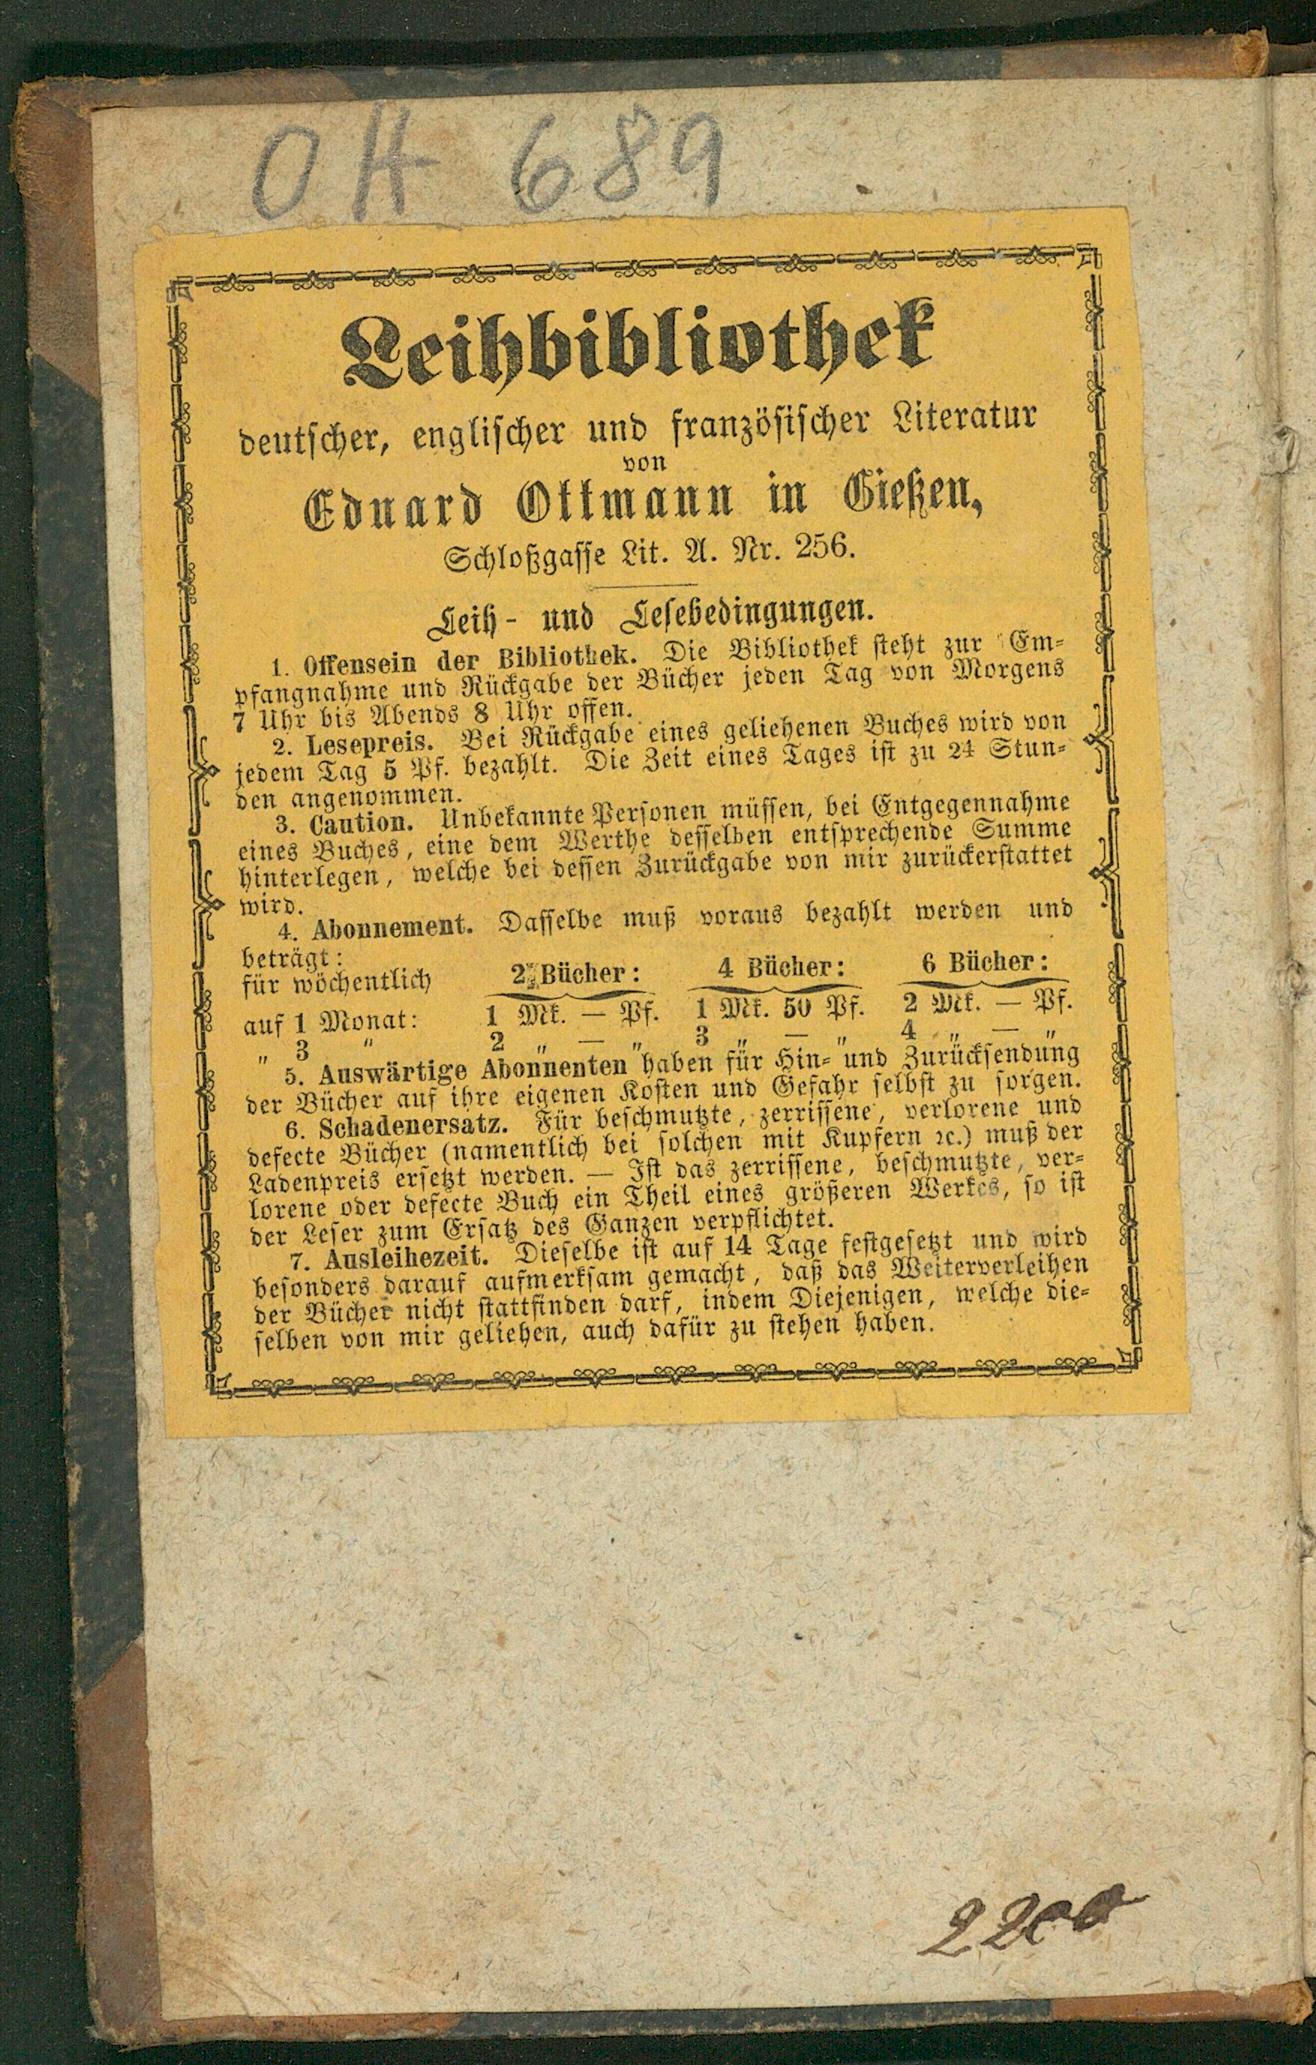 OH 689
Leihbibliothek
deutscher, englischer und französischer Literatur
von
Eduard Ottmann in Gießen,
Schloßgasse Lit. A. Nr. 256.
Leih- und Lesebedingungen.
1. Offensein der Bibliothek. Die Bibliothek steht zur Em-
pfangnahme und Rückgabe der Bücher jeden Tag von Morgens
7 Uhr bis Abends 8 Uhr offen.
2. Lesepreis. Bei Rückgabe eines geliehenen Buches wird von
jedem Tag 5 Pf. bezahlt. Die Zeit eines Tages ist zu 24 Stun-
den angenommen.
3. Caution. Unbekannte Personen müssen, bei Entgegennahme
eines Buches, eine dem Werthe desselben entsprechende Summe
hinterlegen, welche bei dessen Zurückgabe von mir zurückerstattet
wird.
4. Abonnement. Dasselbe muß voraus bezahlt werden und
beträgt:
für wöchentlich 2 Bücher: 4 Bücher: 6 Bücher:
auf 1 Monat: 1 Mk. — Pf. 1 Mk. 50 Pf. 2 Mk. — Pf.
" 3 " 2 " — " 3 " — " 4 " — "
5. Auswärtige Abonnenten haben für Hin- und Zurücksendung
der Bücher auf ihre eigenen Kosten und Gefahr selbst zu sorgen.
6. Schadenersatz. Für beschmutzte, zerrissene, verlorene und
defecte Bücher (namentlich bei solchen mit Kupfern ꝛc.) muß der
Ladenpreis ersetzt werden. — Ist das zerrissene, beschmutzte, ver-
lorene oder defecte Buch ein Theil eines größeren Werkes, so ist
der Leser zum Ersatz des Ganzen verpflichtet.
7. Ausleihezeit. Dieselbe ist auf 14 Tage festgesetzt und wird
besonders darauf aufmerksam gemacht, daß das Weiterverleihen
der Bücher nicht stattfinden darf, indem Diejenigen, welche die-
selben von mir geliehen, auch dafür zu stehen haben.
2200